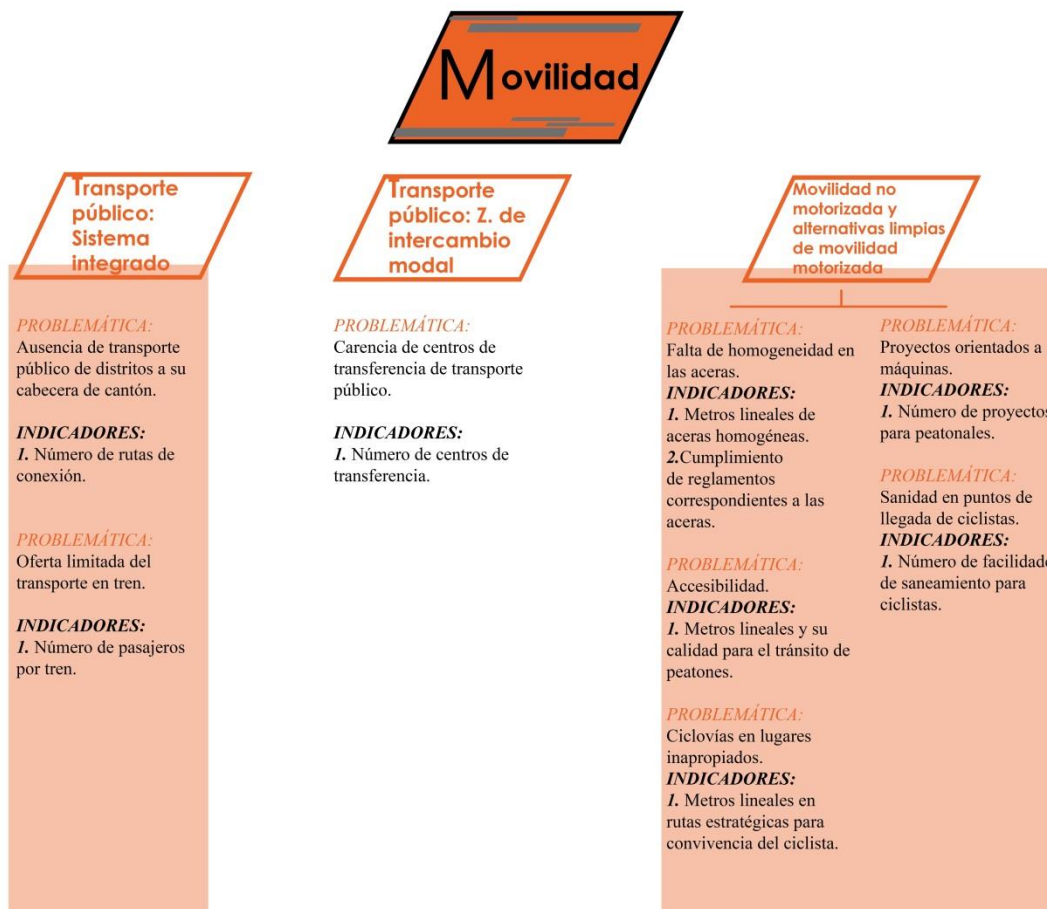 Movilidad
Transporte
público:
Sistema
integrado
PROBLEMÁTICA:
Ausencia de transporte
público de distritos a su
cabecera de cantón.
INDICADORES:
1. Número de rutas de
conexión.
PROBLEMÁTICA:
Oferta limitada del
transporte en tren.
INDICADORES:
1. Número de pasajeros
por tren.
Transporte
público: Z. de
intercambio
modal
PROBLEMÁTICA:
Carencia de centros de
transferencia de transporte
público.
INDICADORES:
1. Número de centros de
transferencia.
Movilidad no
motorizada y
alternativas limpias
de movilidad
motorizada
PROBLEMÁTICA:
Falta de homogeneidad en
las aceras.
INDICADORES:
1. Metros lineales de
aceras homogéneas.
2.Cumplimiento
de reglamentos
correspondientes a las
aceras.
PROBLEMÁTICA:
Accesibilidad.
INDICADORES:
1. Metros lineales y su
calidad para el tránsito de
peatones.
PROBLEMÁTICA:
Ciclovías en lugares
inapropiados.
INDICADORES:
1. Metros lineales en
rutas estratégicas para
convivencia del ciclista.
PROBLEMÁTICA:
Proyectos orientados a
máquinas.
INDICADORES:
1. Número de proyectos
para peatonales.
PROBLEMÁTICA:
Sanidad en puntos de
llegada de ciclistas.
INDICADORES:
1. Número de facilidade
de saneamiento para
ciclistas.